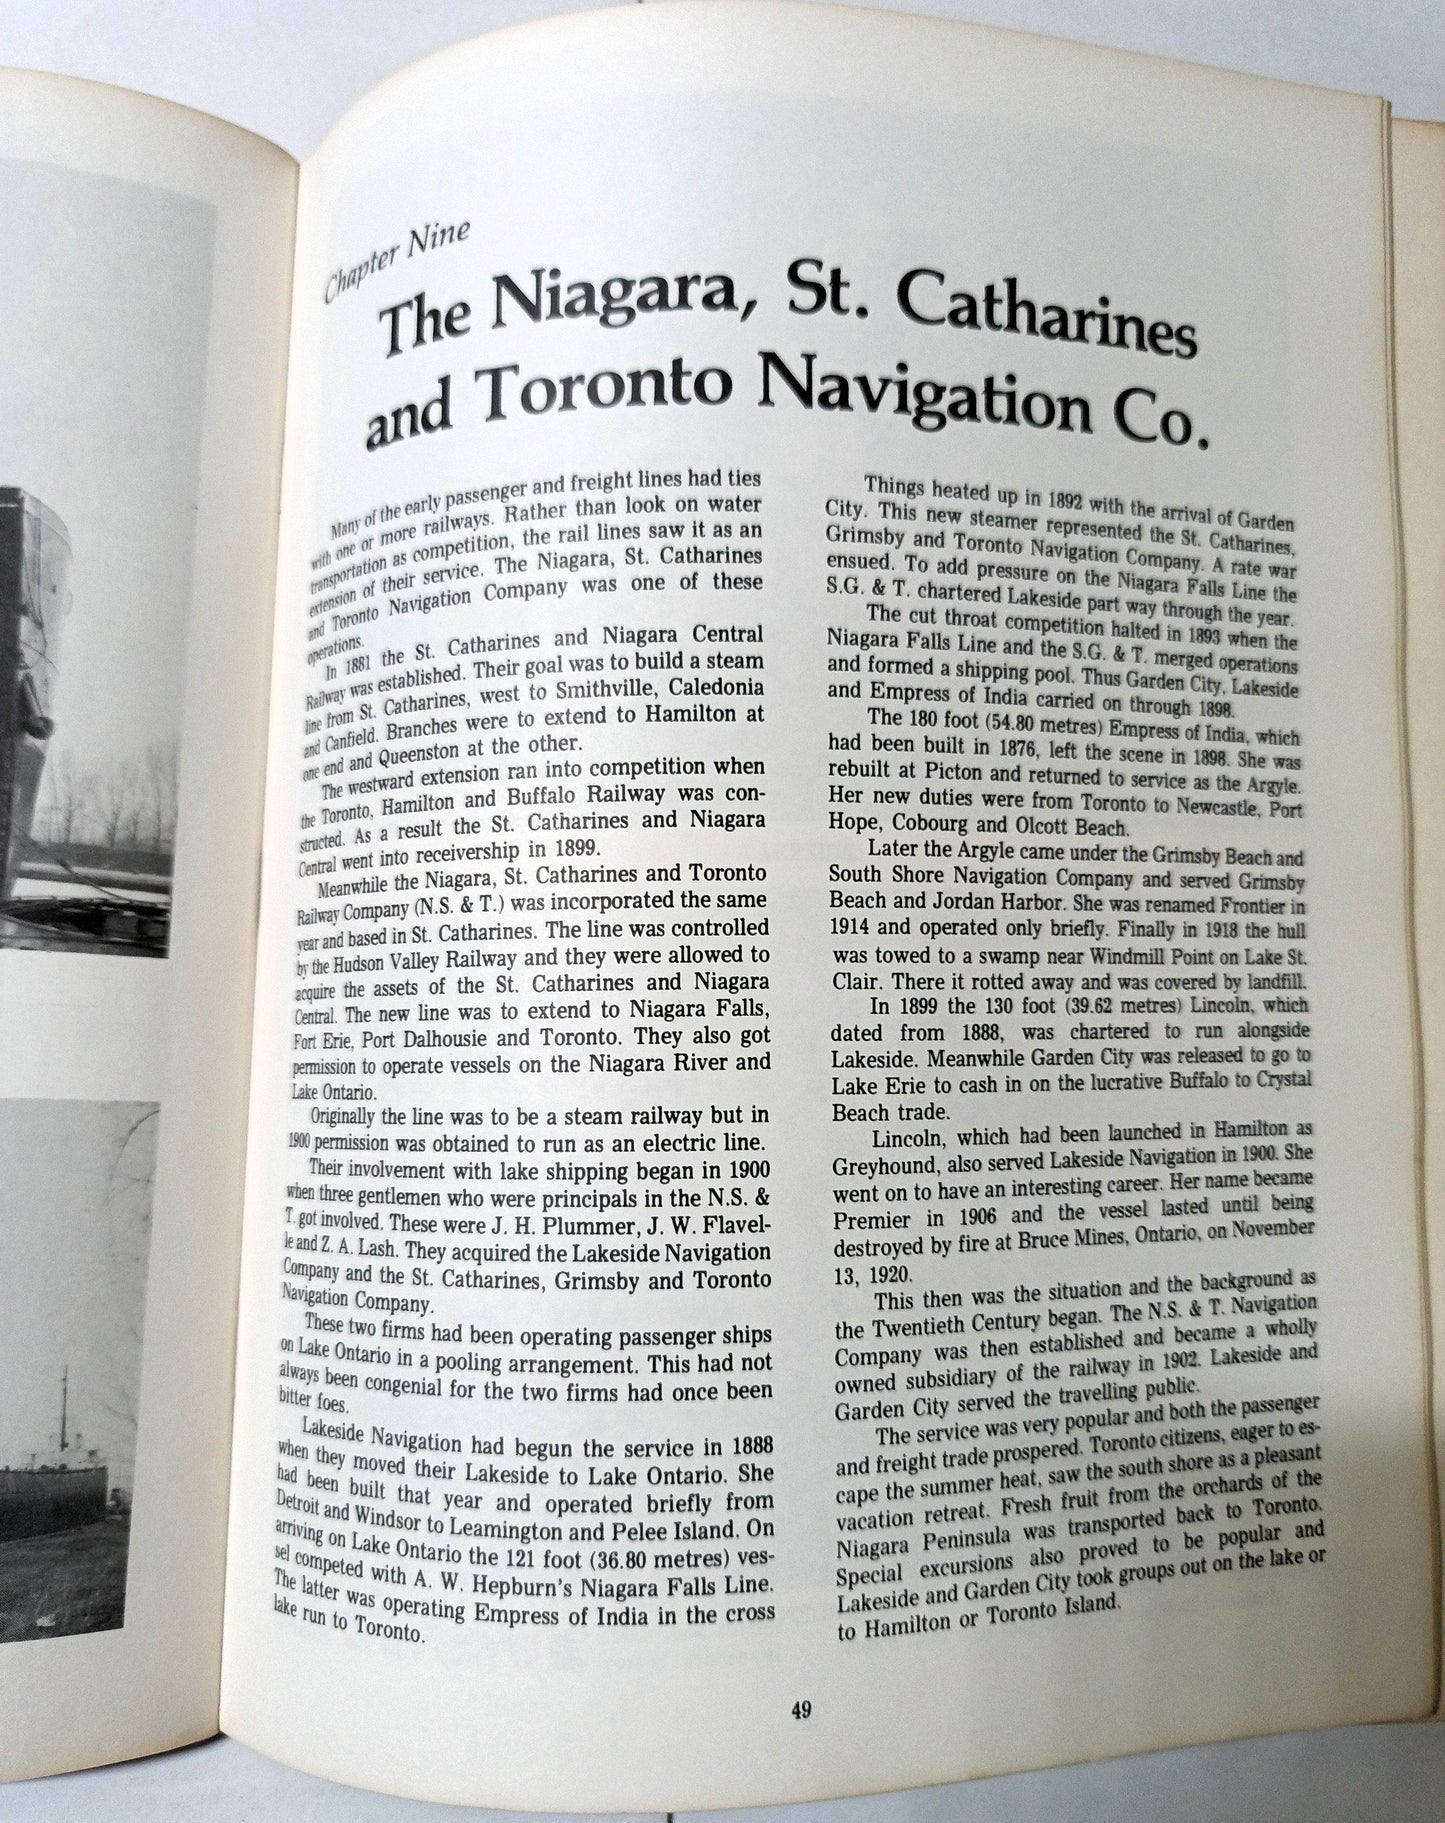 Chapter Nine
The Niagara, St. Catharines
and Toronto Navigation Co.
Many of the early passenger and freight lines had ties
with one or more railways. Rather than look on water
transportation as competition, the rail lines saw it as an
extension of their service. The Niagara, St. Catharines
and Toronto Navigation Company was one of these
operations.
In 1881 the St. Catharines and Niagara Central
Railway was established. Their goal was to build a steam
line from St. Catharines, west to Smithville, Caledonia
and Canfield. Branches were to extend to Hamilton at
one end and Queenston at the other.
The westward extension ran into competition when
the Toronto, Hamilton and Buffalo Railway was con-
structed. As a result the St. Catharines and Niagara
Central went into receivership in 1899.
Meanwhile the Niagara, St. Catharines and Toronto
Railway Company (N.S. & T.) was incorporated the same
year and based in St. Catharines. The line was controlled
by the Hudson Valley Railway and they were allowed to
acquire the assets of the St. Catharines and Niagara
Central. The new line was to extend to Niagara Falls,
Fort Erie, Port Dalhousie and Toronto. They also got
permission to operate vessels on the Niagara River and
Lake Ontario.
Originally the line was to be a steam railway but in
1900 permission was obtained to run as an electric line.
Their involvement with lake shipping began in 1900
when three gentlemen who were principals in the N.S. &
T. got involved. These were J. H. Plummer, J. W. Flavel-
le and Z. A. Lash. They acquired the Lakeside Navigation
Company and the St. Catharines, Grimsby and Toronto
Navigation Company.
These two firms had been operating passenger ships
on Lake Ontario in a pooling arrangement. This had not
always been congenial for the two firms had once been
bitter foes.
Lakeside Navigation had begun the service in 1888
when they moved their Lakeside to Lake Ontario. She
had been built that year and operated briefly from
Detroit and Windsor to Leamington and Pelee Island. On
arriving on Lake Ontario the 121 foot (36.80 metres) ves-
sel competed with A. W. Hepburn's Niagara Falls Line.
The latter was operating Empress of India in the cross
lake run to Toronto.
Things heated up in 1892 with the arrival of Garden
City. This new steamer represented the St. Catharines,
Grimsby and Toronto Navigation Company. A rate war
ensued. To add pressure on the Niagara Falls Line the
S.G. & T. chartered Lakeside part way through the year.
The cut throat competition halted in 1893 when the
Niagara Falls Line and the S.G. & T. merged operations
and formed a shipping pool. Thus Garden City, Lakeside
and Empress of India carried on through 1898.
The 180 foot (54.80 metres) Empress of India, which
had been built in 1876, left the scene in 1898. She was
rebuilt at Picton and returned to service as the Argyle.
Her new duties were from Toronto to Newcastle, Port
Hope, Cobourg and Olcott Beach.
Later the Argyle came under the Grimsby Beach and
South Shore Navigation Company and served Grimsby
Beach and Jordan Harbor. She was renamed Frontier in
1914 and operated only briefly. Finally in 1918 the hull
was towed to a swamp near Windmill Point on Lake St.
Clair. There it rotted away and was covered by landfill.
In 1899 the 130 foot (39.62 metres) Lincoln, which
dated from 1888, was chartered to run alongside
Lakeside. Meanwhile Garden City was released to go to
Lake Erie to cash in on the lucrative Buffalo to Crystal
Beach trade.
Lincoln, which had been launched in Hamilton as
Greyhound, also served Lakeside Navigation in 1900. She
went on to have an interesting career. Her name became
Premier in 1906 and the vessel lasted until being
destroyed by fire at Bruce Mines, Ontario, on November
13, 1920.
This then was the situation and the background as
the Twentieth Century began. The N.S. & T. Navigation
Company was then established and became a wholly
owned subsidiary of the railway in 1902. Lakeside and
Garden City served the travelling public.
The service was very popular and both the passenger
and freight trade prospered. Toronto citizens, eager to es-
cape the summer heat, saw the south shore as a pleasant
vacation retreat. Fresh fruit from the orchards of the
Niagara Peninsula was transported back to Toronto.
Special excursions also proved to be popular and
Lakeside and Garden City took groups out on the lake or
to Hamilton or Toronto Island.
49